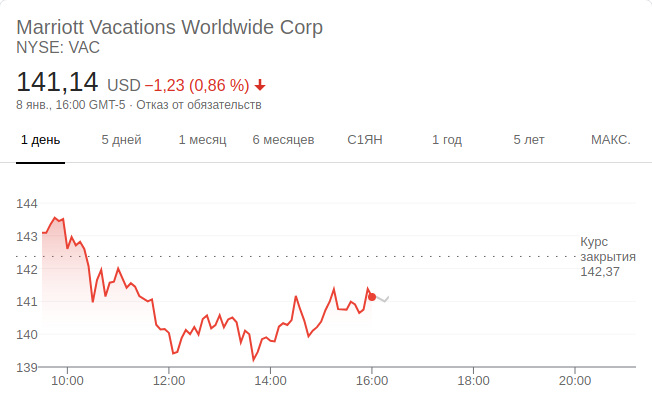 Marriott Vacations Worldwide Corp
NYSE: VAC
141,14 USD −1,23 (0,86 %)
8 янв., 16:00 GMT-5 · Отказ от обязательств
1 день 5 дней 1 месяц 6 месяцев С1ЯН 1 год 5 лет МАКС.
144
143
Курс
закрытия
142,37
142
141
140
139
10:00 12:00 14:00 16:00 18:00 20:00